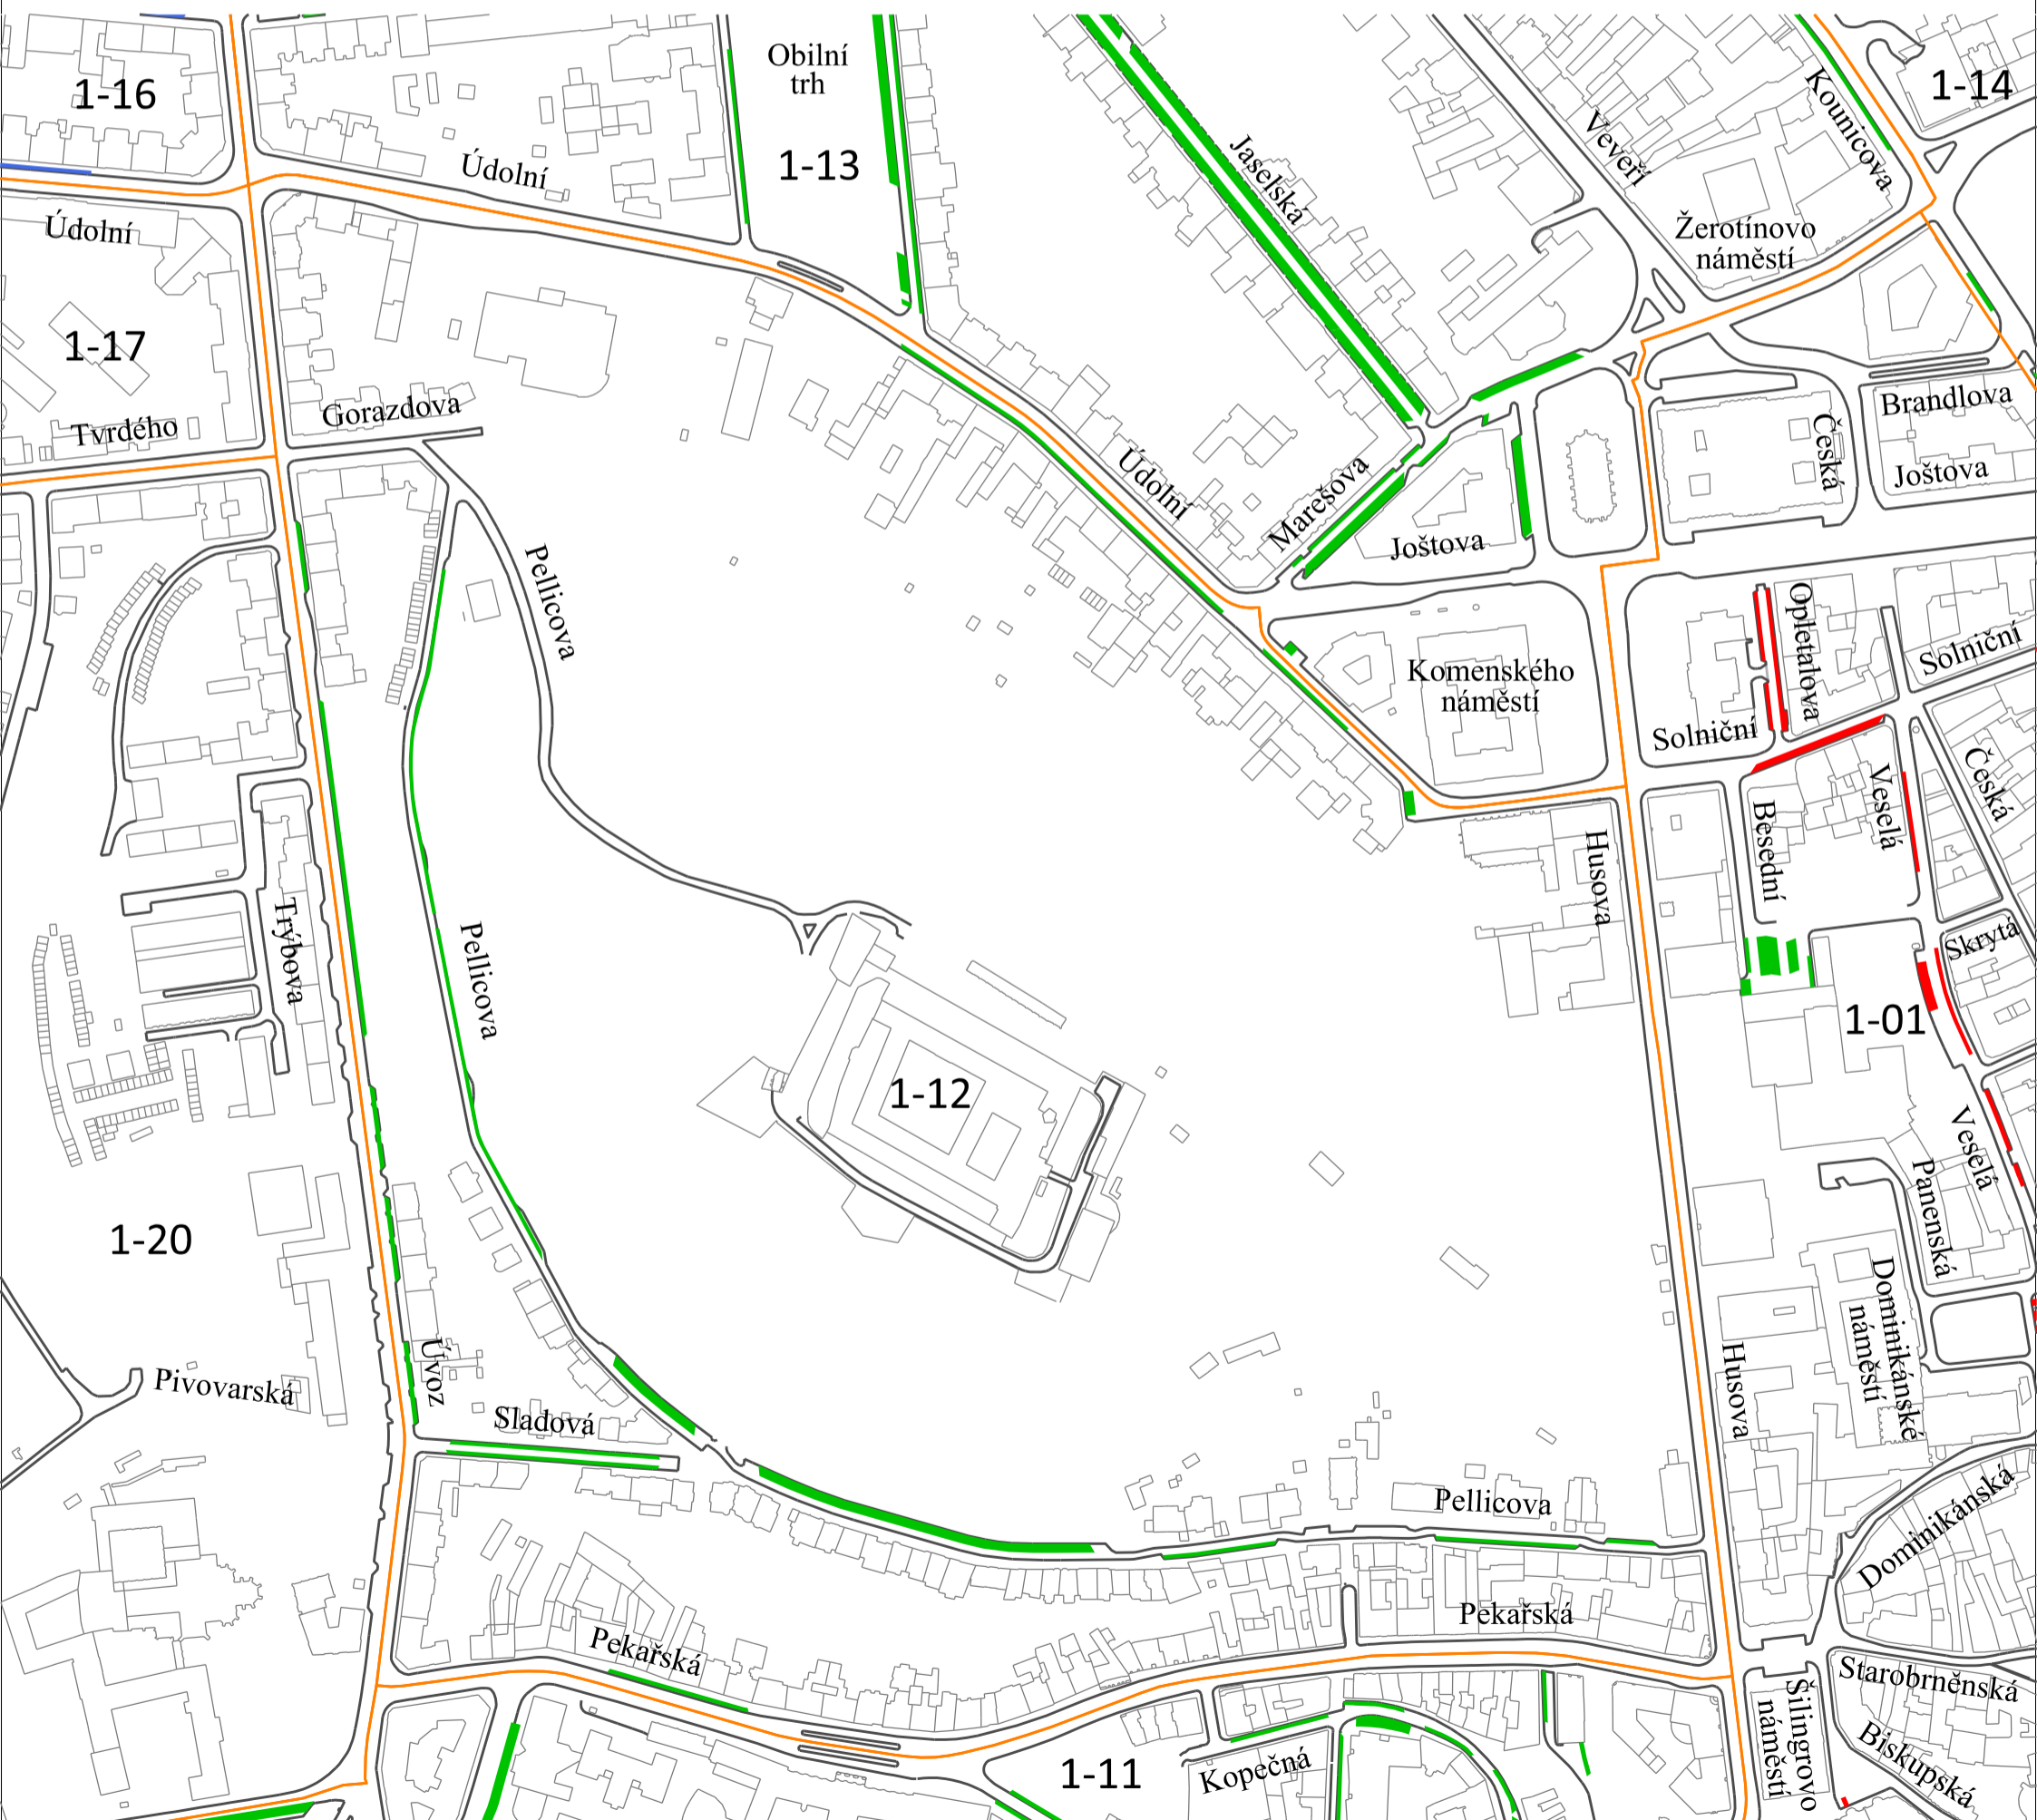 Obilní
trh
1-16
1-14
Kounicova
Veveří
1-13
Jaselská
Údolní
Údolní
Žerotínovo
náměstí
1-17
Gorazdova
Tvrdého
Brandlova
Česká
Joštova
Údolní
Marešova
Joštova
Pellicova
Opletalova
Solniční
Komenského
náměstí
Solniční
Česká
Veselá
Besední
Husova
Trýbova
Pellicova
Skrytá
1-01
1-12
Veselá
Panenská
1-20
Dominikánské
náměstí
Úvoz
Husova
Pivovarská
Sladová
Pellicova
Dominikánská
Pekařská
Pekařská
Starobrněnská
Šilingrovo
náměstí
Biskupská
1-11
Kopečná